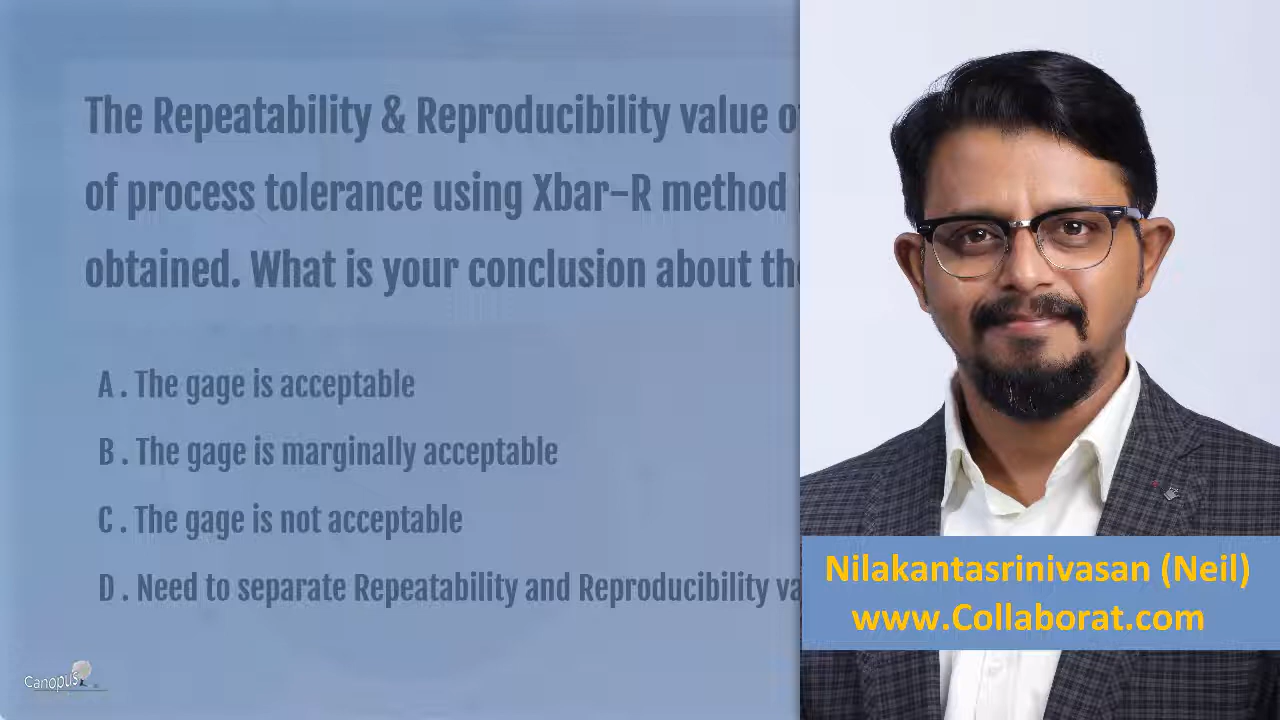 The Repeatability & Reproducibility value
of process tolerance using Xbar-R method
obtained. What is your conclusion about
A . The gage is acceptable
B . The gage is marginally acceptable
C . The gage is not acceptable
D . Need to separate Repeatability and Reproducibility
Nilakantasrinivasan (Neil)
www.Collaborat.com
Canopus